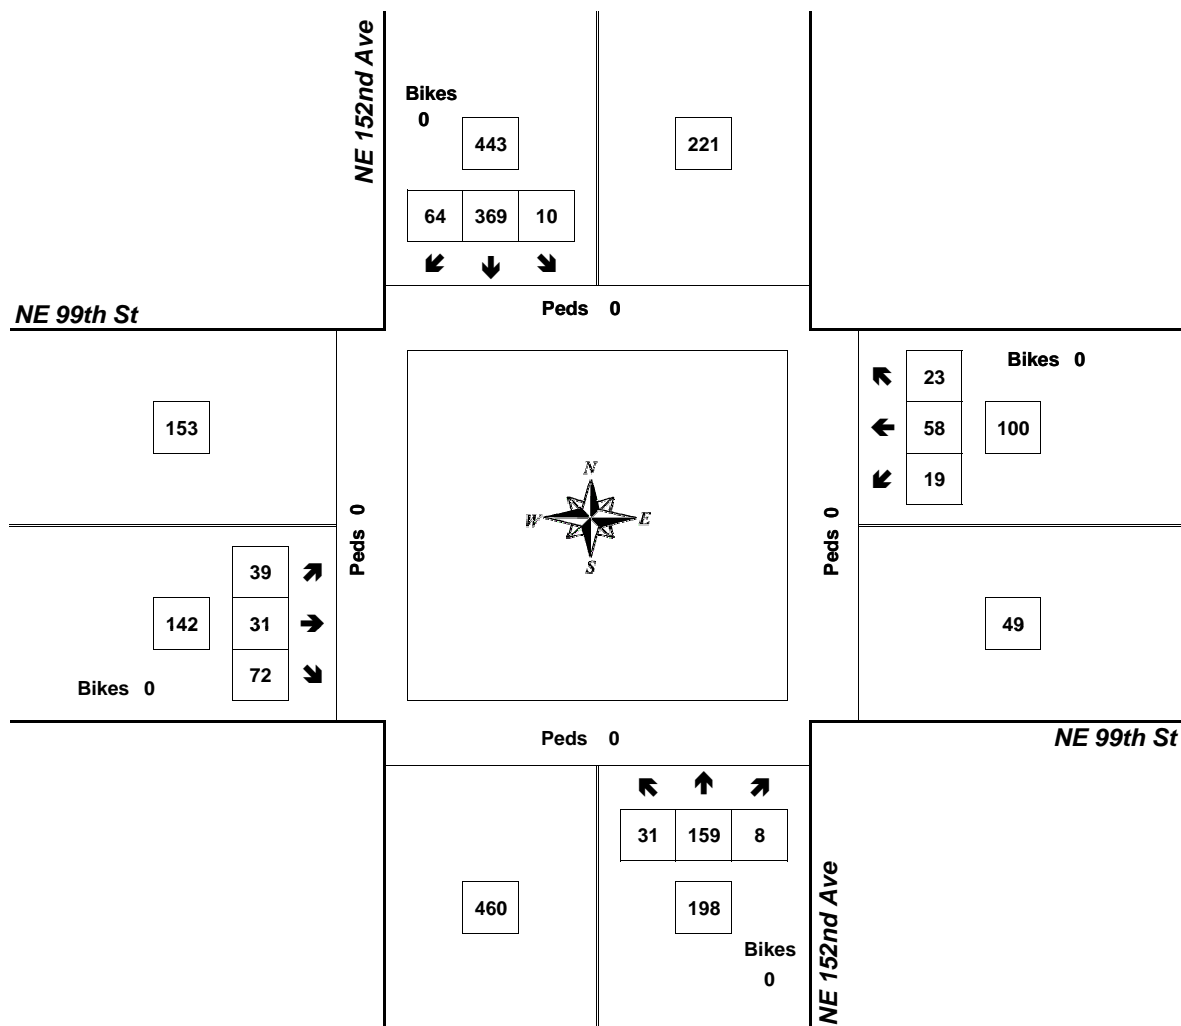 NE 152nd Ave
Bikes
0
443
221
64 369 10
Peds 0
NE 99th St
Bikes 0
23
153
58 100
19
N
W E
S
Peds 0
Peds 0
39
142 31
49
72
Bikes 0
Peds 0
NE 99th St
31 159 8
460
198
Bikes
0
NE 152nd Ave